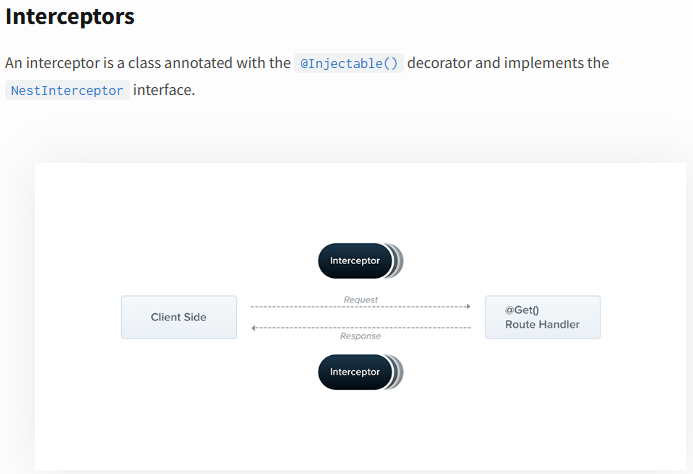 Interceptors
An interceptor is a class annotated with the @Injectable() decorator and implements the
NestInterceptor interface.
Interceptor
Request
Client Side
@Get()
Route Handler
Response
Interceptor